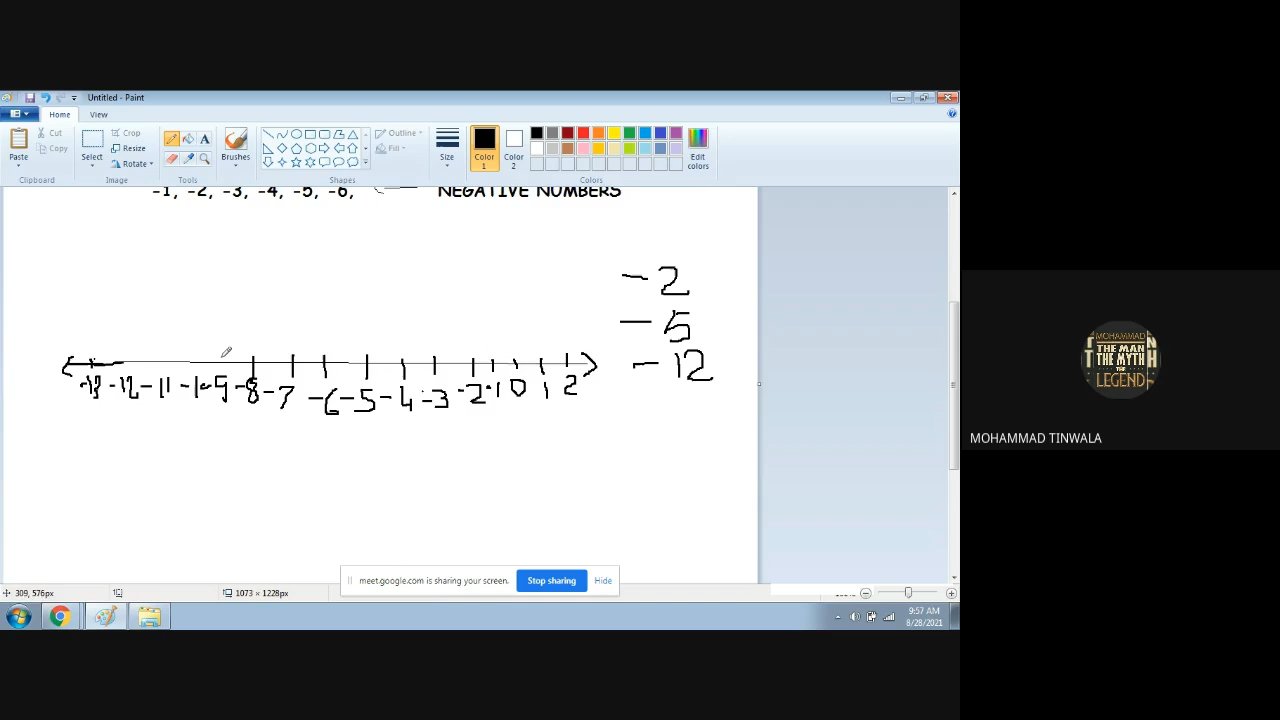 Untitled - Paint
Home View
Paste Cut Copy
Select Crop Resize Rotate
Brushes
Outline Fill
Size
Color 1
Color 2
Edit colors
Clipboard Image Tools Shapes Colors
-1, -2, -3, -4, -5, -6, NEGATIVE NUMBERS
-2
-5
-12
-13 -12 -11 -9 -8 -7 -6 -5 -4 -3 -2 -1 0 1 2
MOHAMMAD
THE MAN
THE MYTH
THE
LEGEND
MOHAMMAD TINWALA
meet.google.com is sharing your screen. Stop sharing Hide
309, 576px 1073 × 1228px
9:57 AM
8/28/2021